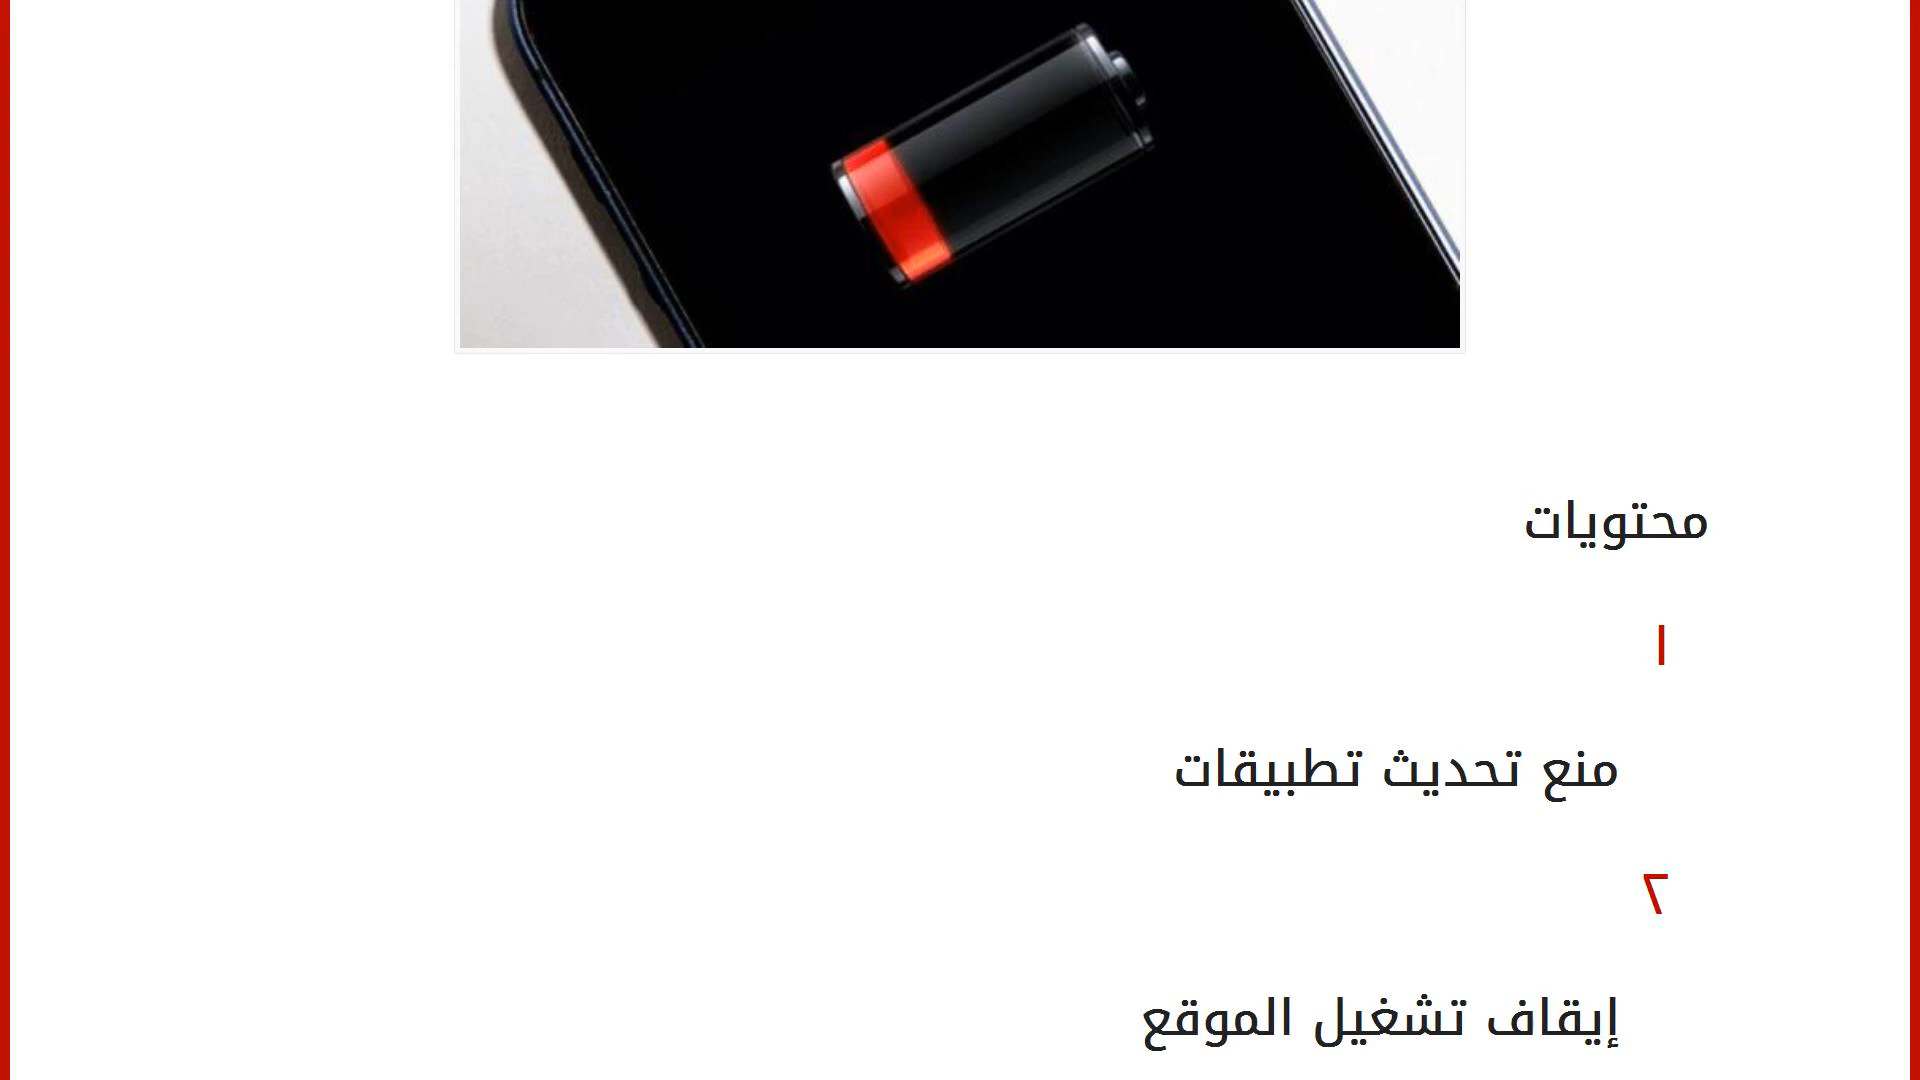 محتويات
١
منع تحديث تطبيقات
٢
إيقاف تشغيل الموقع